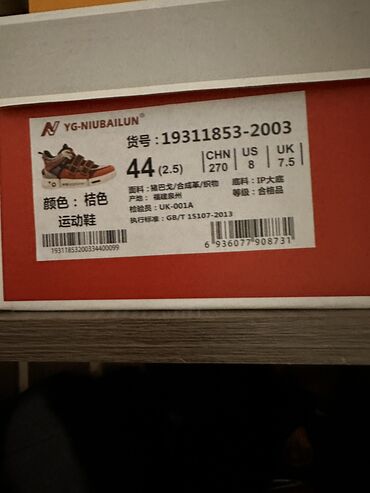 YG-NIUBAILUN®
货号：19311853-2003
44 (2.5) CHN 270 US 8 UK 7.5
面料：猪巴戈/合成革/织物 底料：IP大底
产地：福建泉州 等级：合格品
检验员：UK-001A
执行标准：GB/T 15107-2013
颜色：桔色
运动鞋
19311853200334400099
6 936077 908731